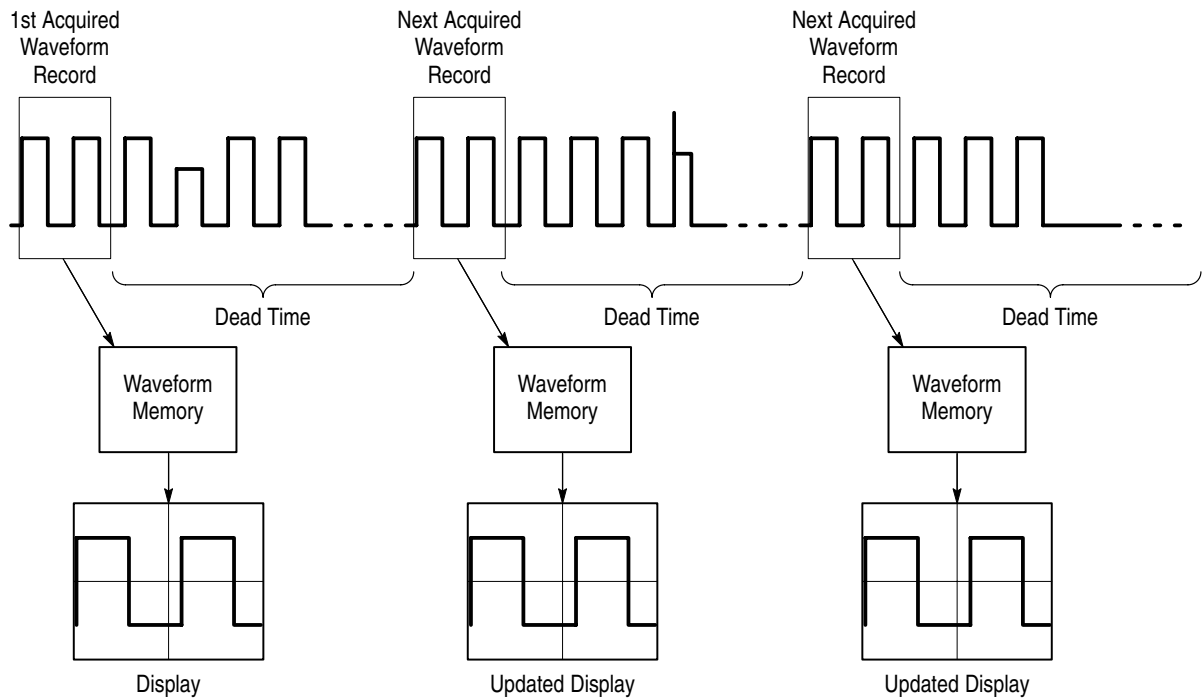 1st Acquired
Waveform
Record
Next Acquired
Waveform
Record
Next Acquired
Waveform
Record
Dead Time
Dead Time
Dead Time
Waveform
Memory
Waveform
Memory
Waveform
Memory
Display
Updated Display
Updated Display